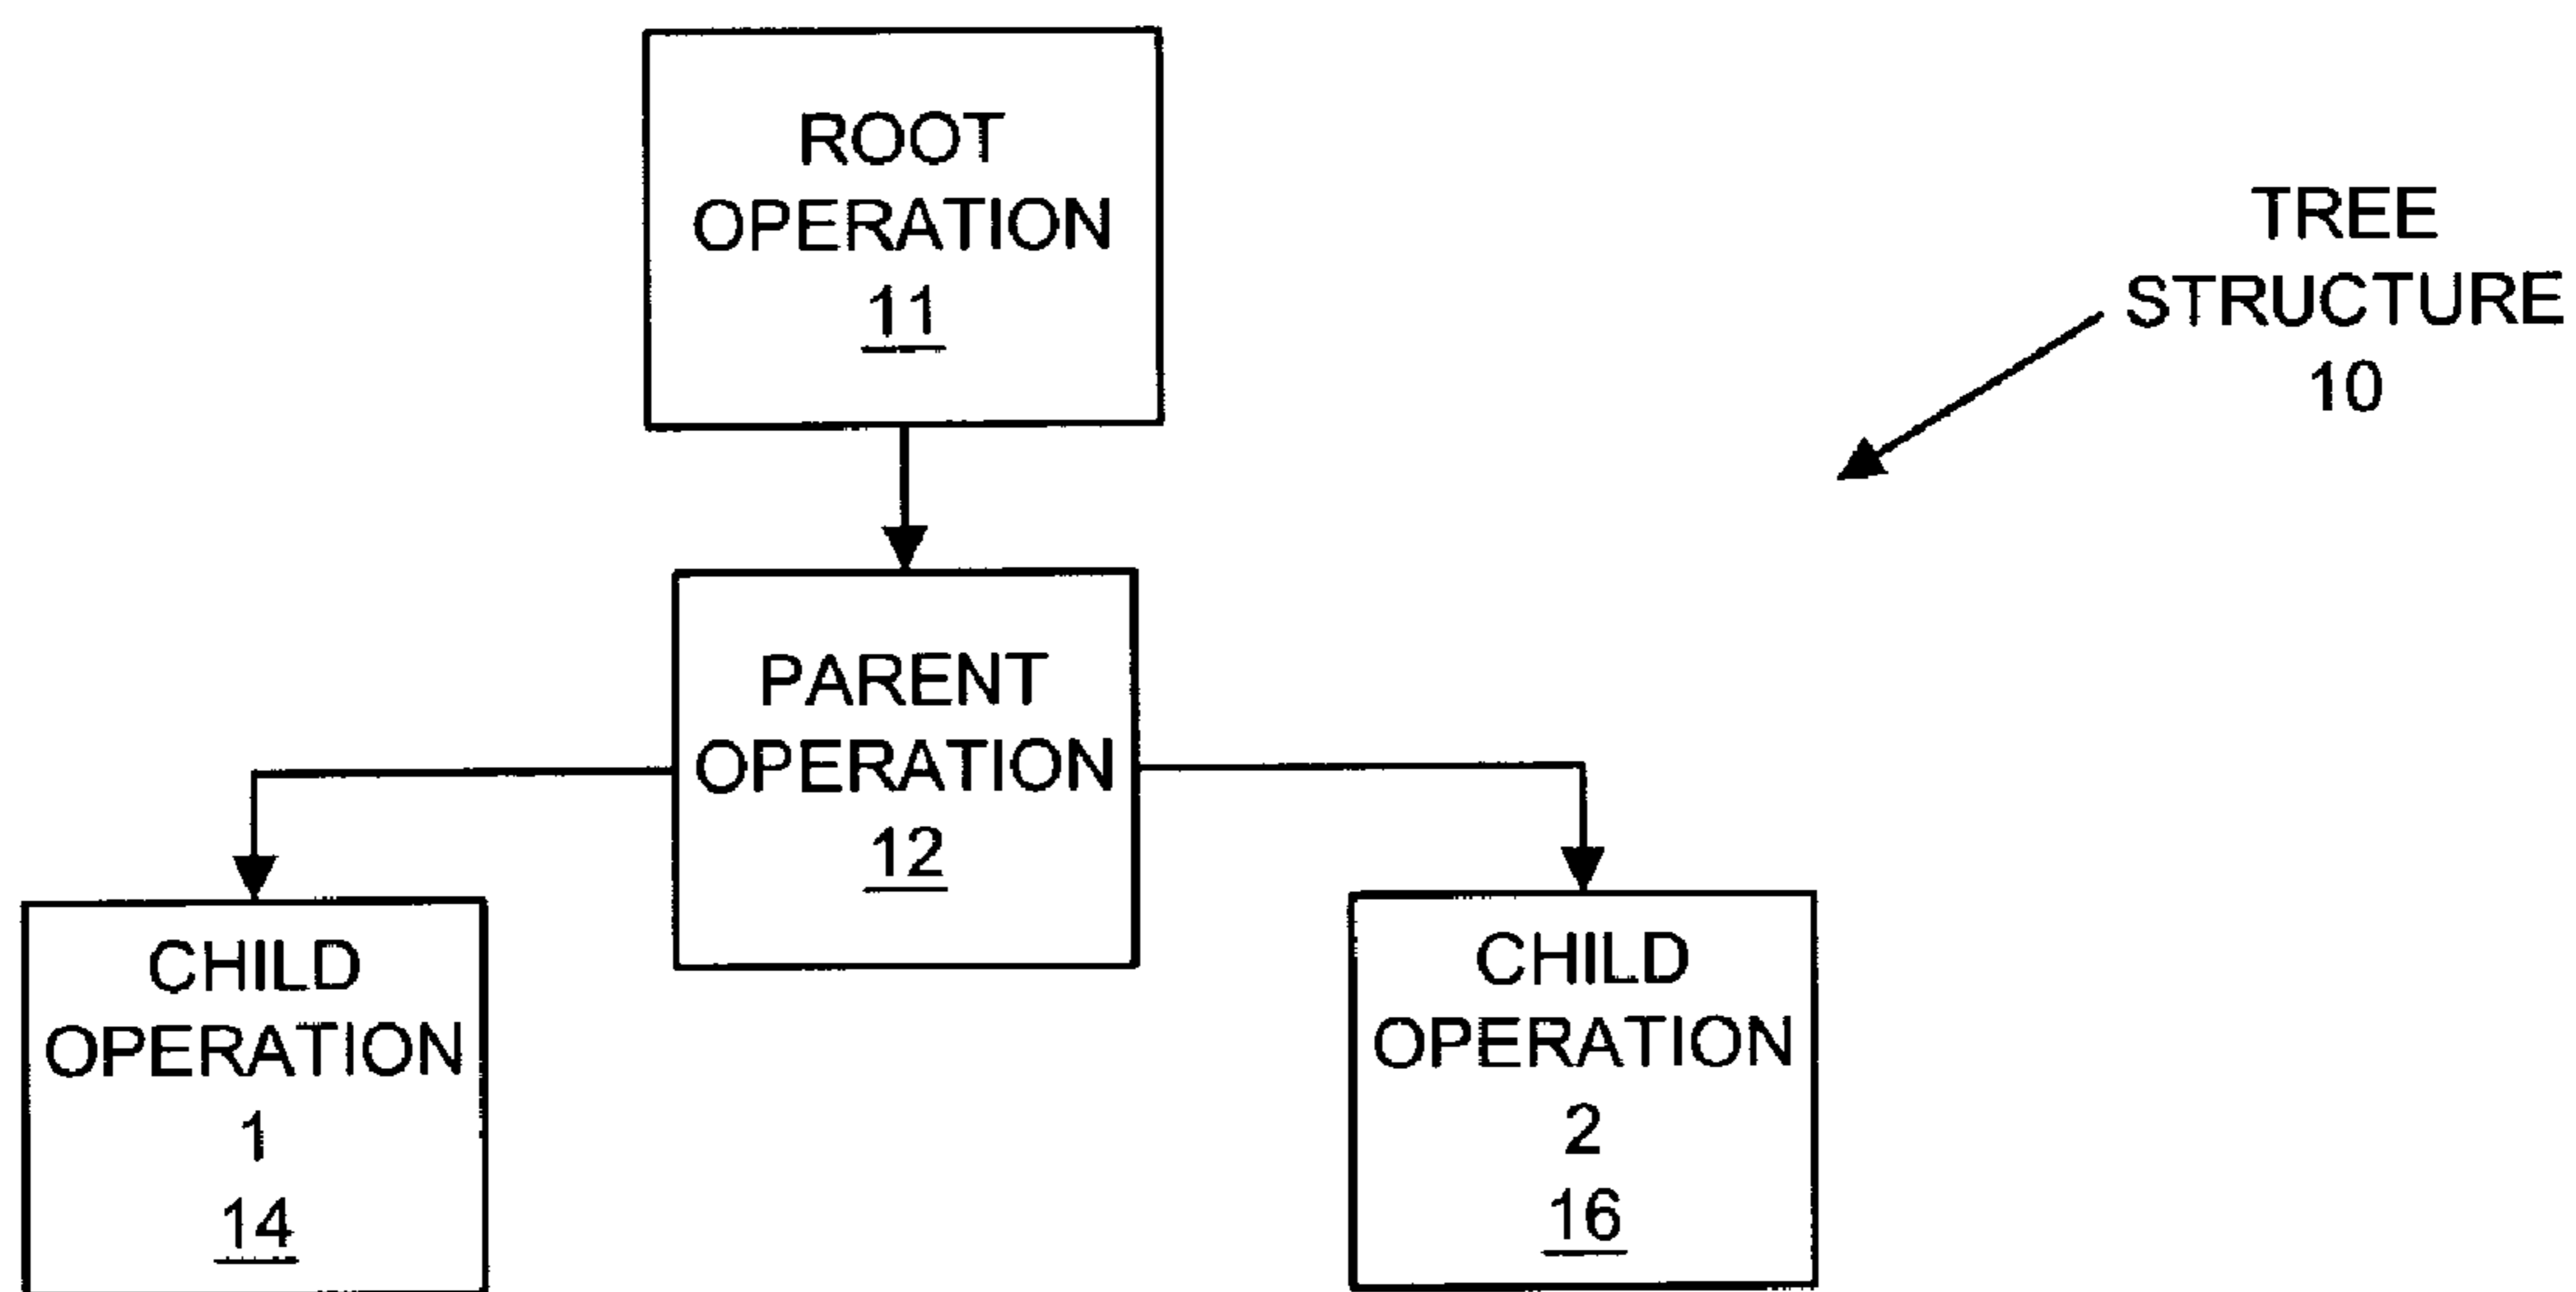 ROOT
OPERATION
11
TREE
STRUCTURE
10
PARENT
OPERATION
12
CHILD
OPERATION
1
14
CHILD
OPERATION
2
16